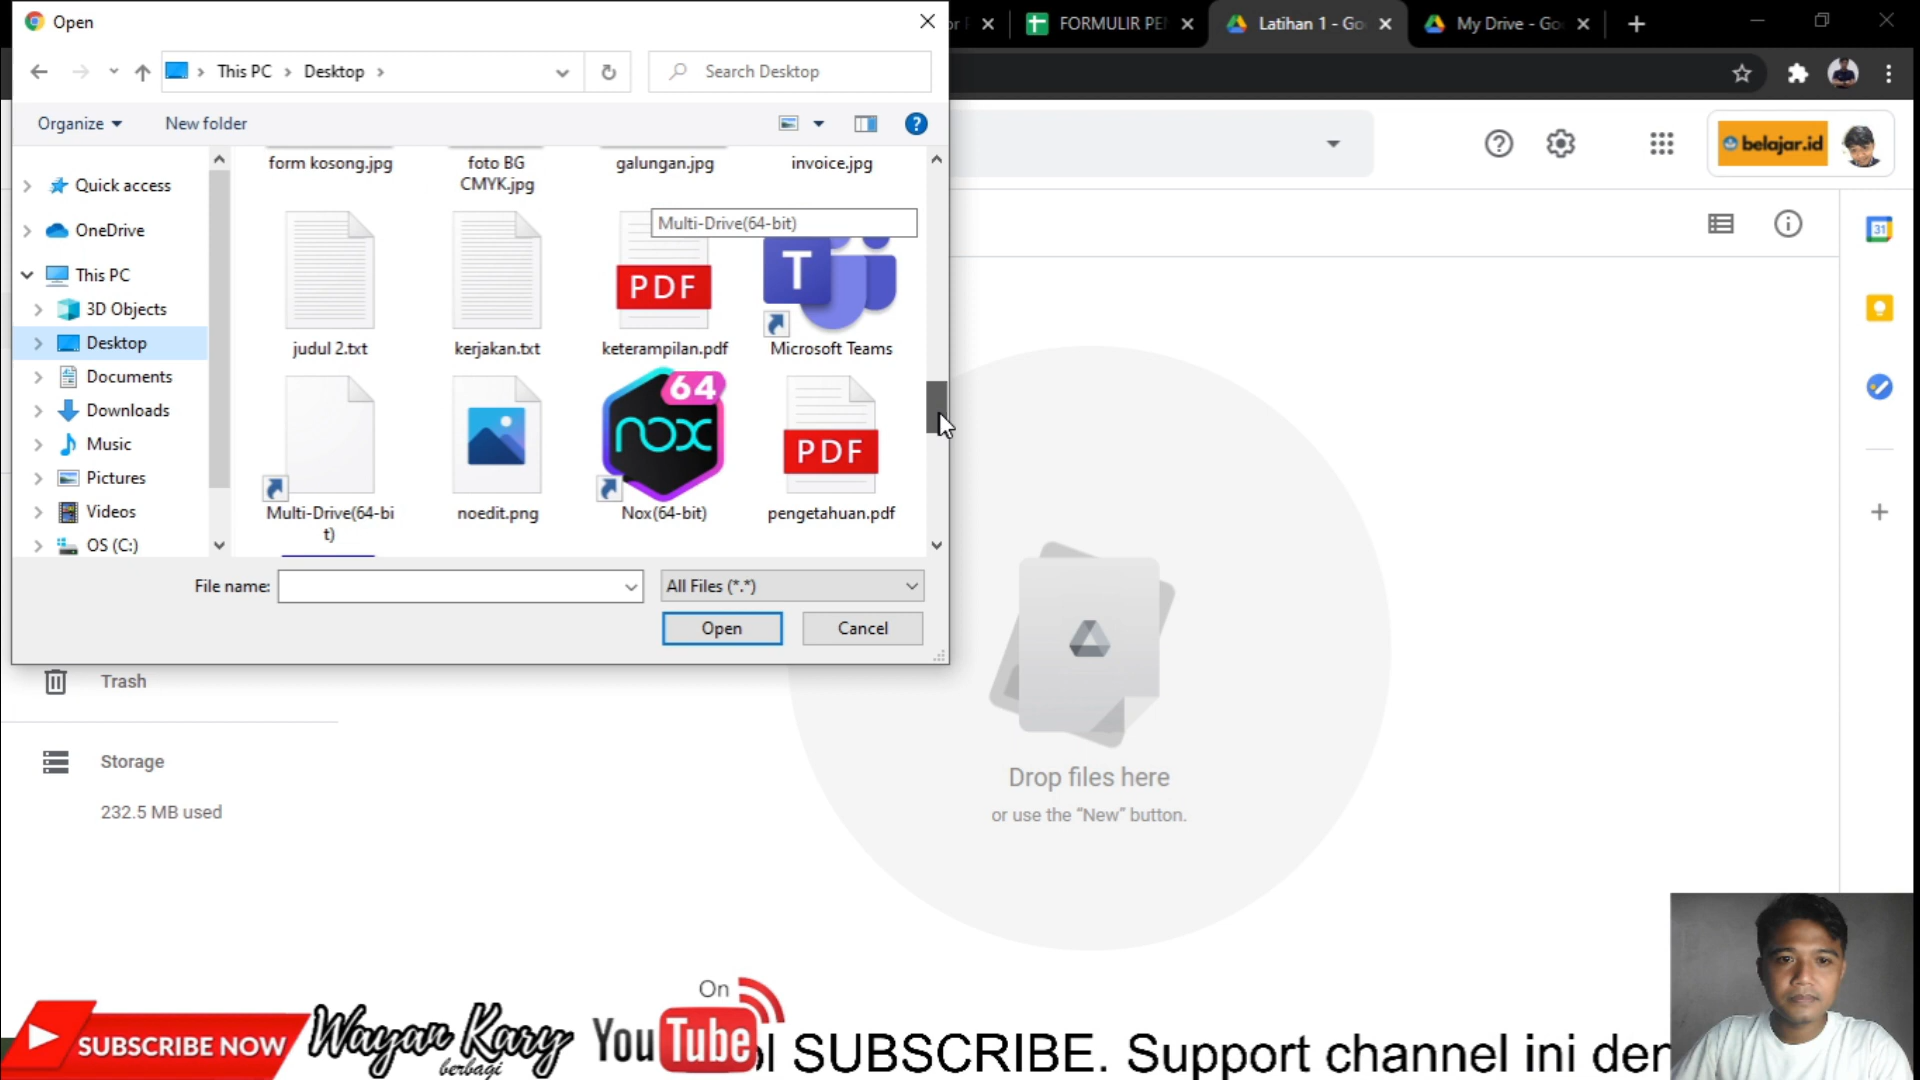 Open
FORMULIR PE
Latihan 1 - Go
My Drive - Go
This PC
Desktop
Search Desktop
Organize
New folder
belajar.id
form kosong.jpg
foto BG
CMYK.jpg
galungan.jpg
invoice.jpg
Quick access
OneDrive
This PC
3D Objects
Desktop
Documents
Downloads
Music
Pictures
Videos
OS (C:)
Multi-Drive(64-bit)
PDF
T
31
judul 2.txt
kerjakan.txt
keterampilan.pdf
Microsoft Teams
64
nox
PDF
Multi-Drive(64-bi
t)
noedit.png
Nox(64-bit)
pengetahuan.pdf
File name:
All Files (*.*)
Open
Cancel
Trash
Storage
232.5 MB used
Drop files here
or use the “New” button.
SUBSCRIBE NOW
Wayan Kary
berbagi
On
YouTube
ol SUBSCRIBE. Support channel ini den